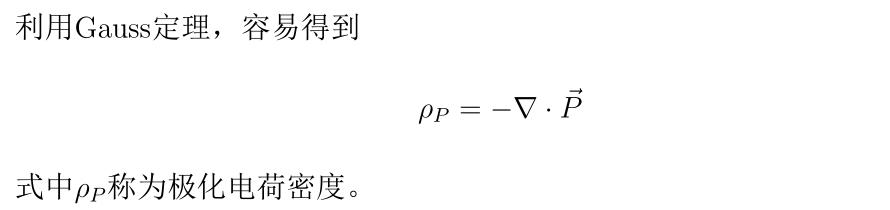 利用Gauss定理，容易得到
ρ_P = −∇ · \vec{P}
式中ρ_P称为极化电荷密度。